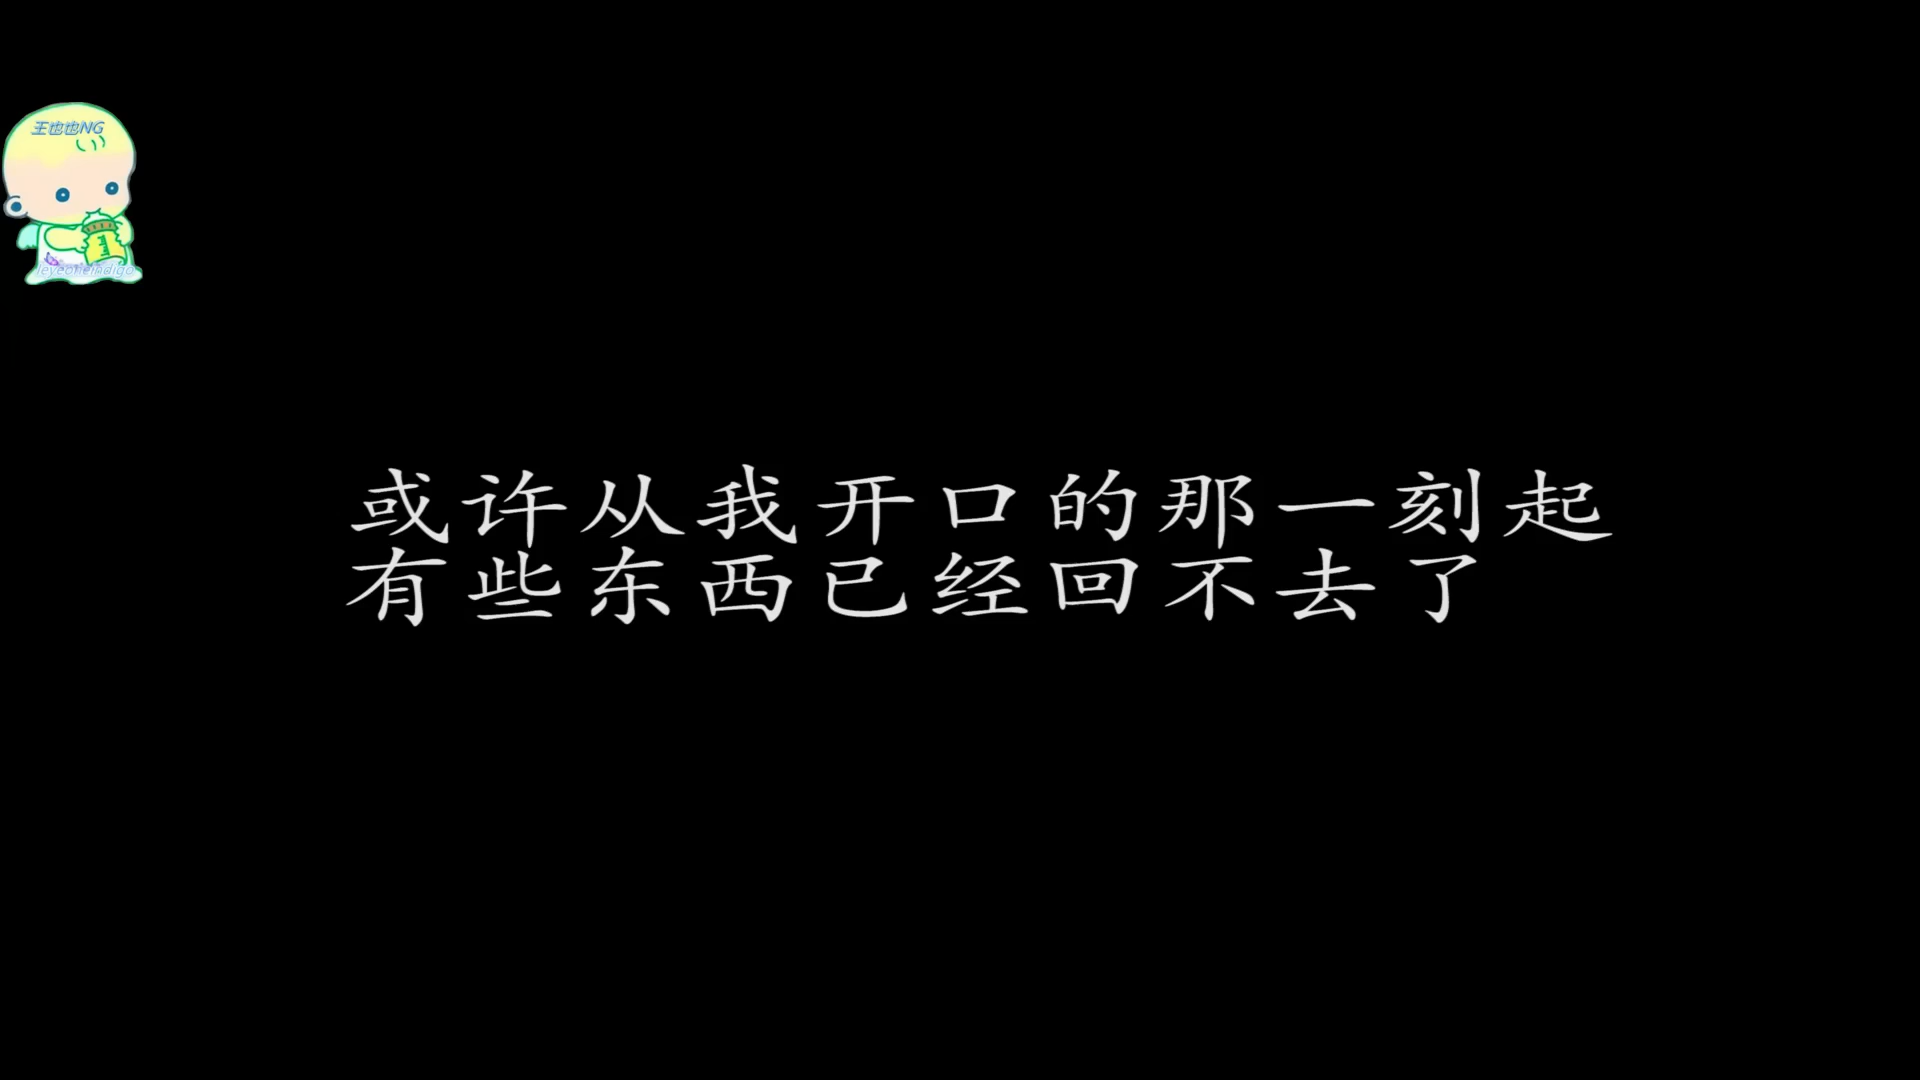 王也也NG
或许从我开口的那一刻起
有些东西已经回不去了